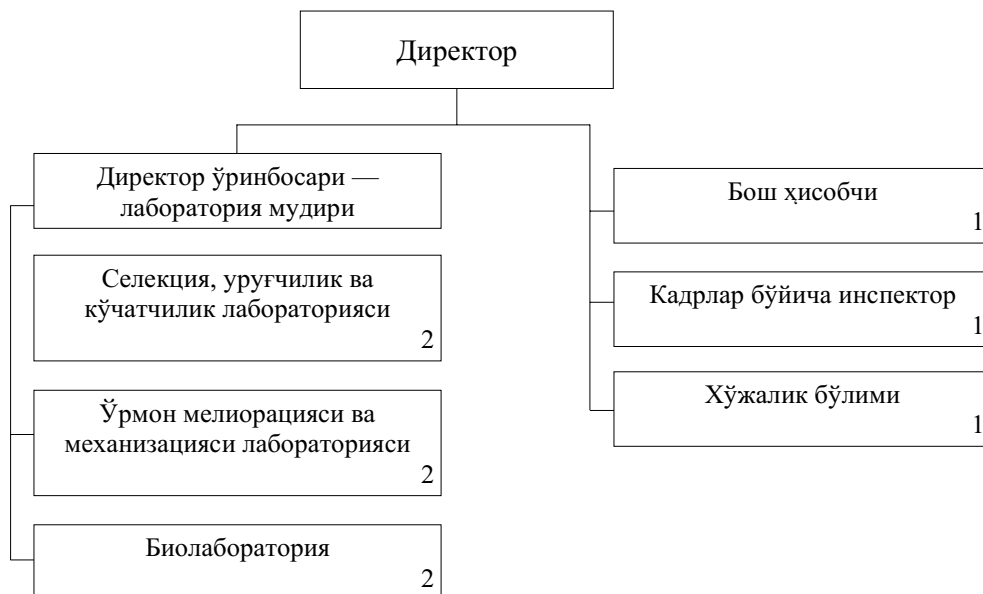 Директор
Директор ўринбосари —
лаборатория мудири
Селекция, уруғчилик ва
кўчатчилик лабораторияси
2
Ўрмон мелиорацияси ва
механизацияси лабораторияси
2
Биолаборатория
2
Бош ҳисобчи
1
Кадрлар бўйича инспектор
1
Хўжалик бўлими
1